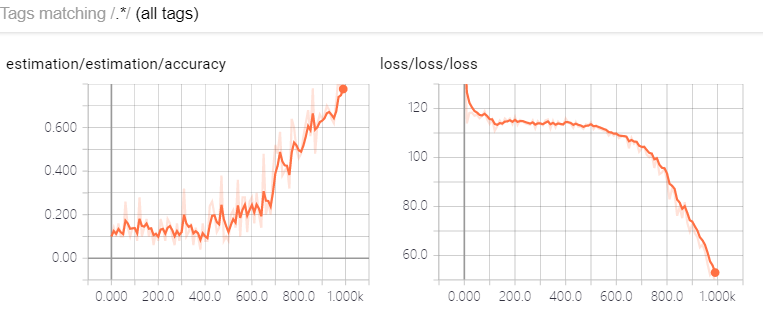 Tags matching /.*/ (all tags)
estimation/estimation/accuracy
loss/loss/loss
0.600
0.400
0.200
0.00
0.000 200.0 400.0 600.0 800.0 1.000k
120
100
80.0
60.0
0.000 200.0 400.0 600.0 800.0 1.000k